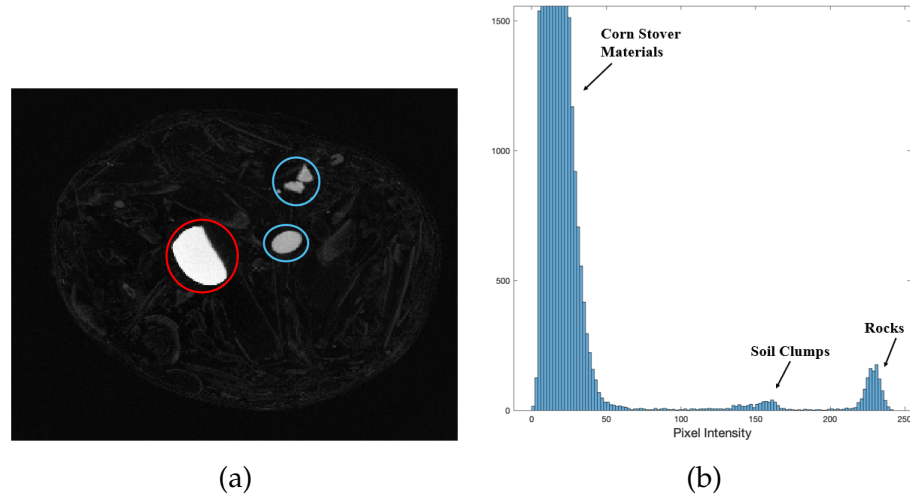 1500
1000
500
0
Corn Stover
Materials
Soil Clumps
Rocks
0
50
100
150
200
250
Pixel Intensity
(a)
(b)